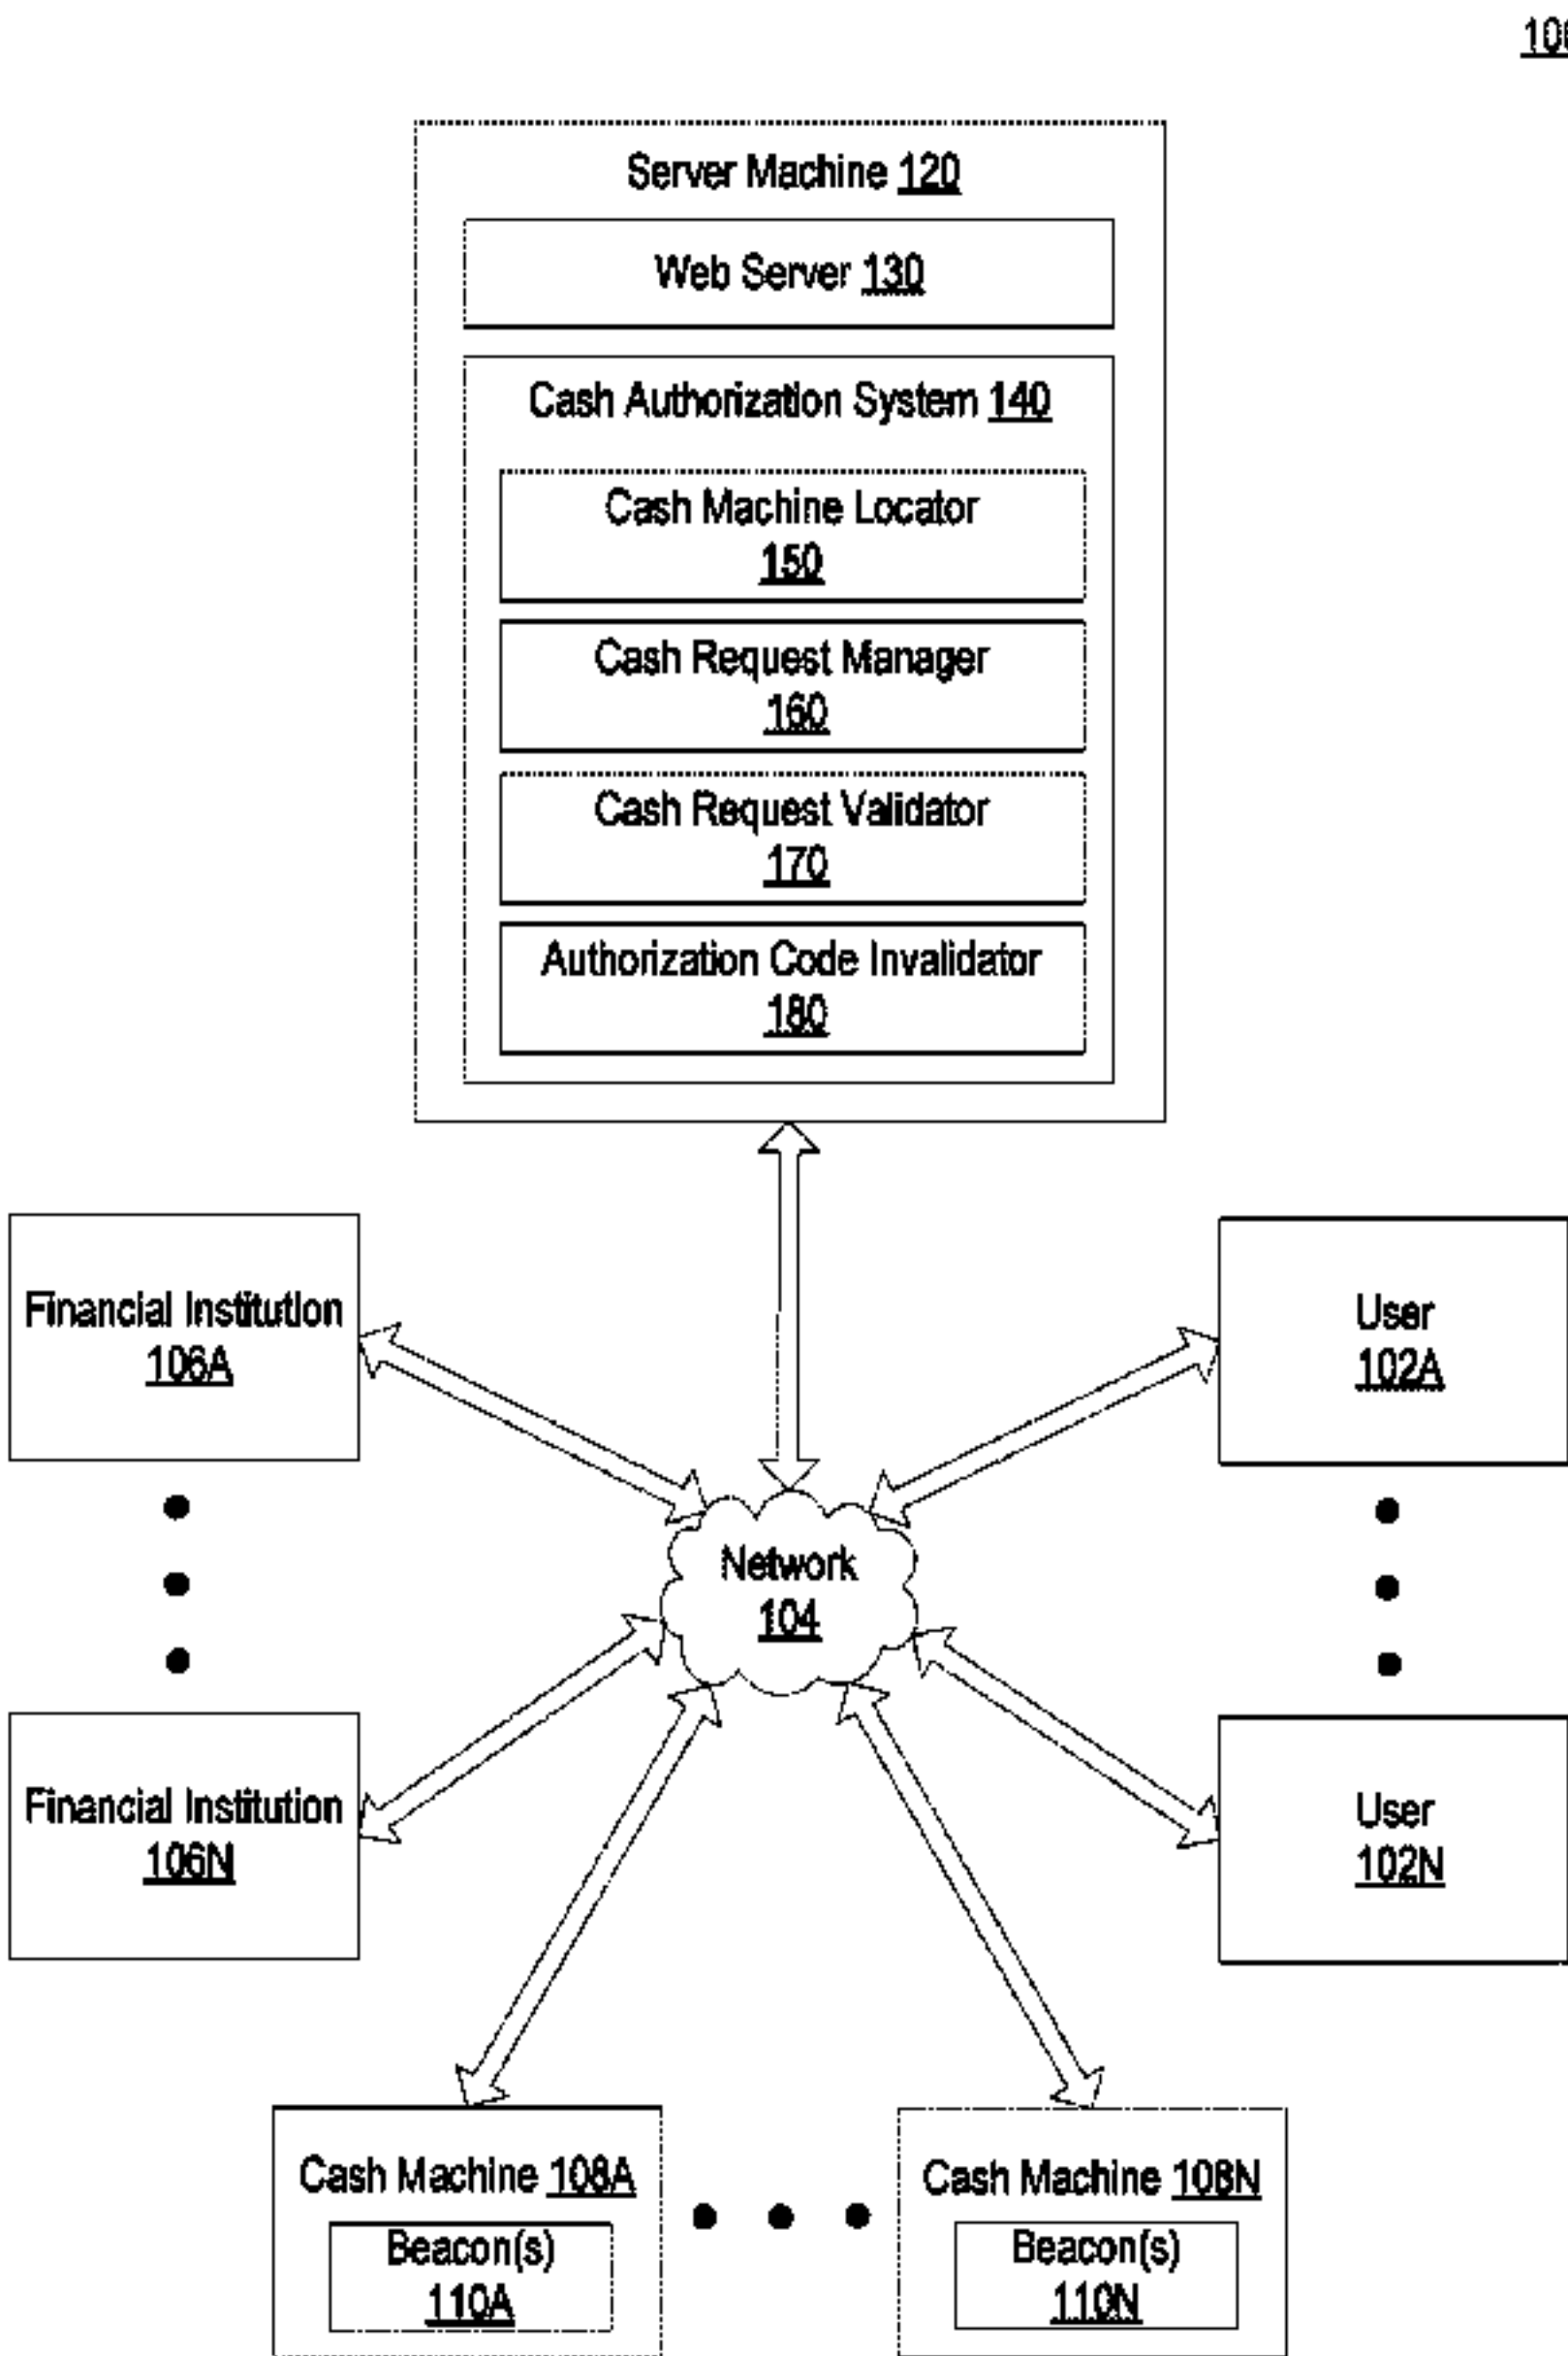 Server Machine 120
Web Server 130
Cash Authorization System 140
Cash Machine Locator
150
Cash Request Manager
160
Cash Request Validator
170
Authorization Code Invalidator
180
Financial Institution
106A
User
102A
Network
104
Financial Institution
106N
User
102N
Cash Machine 108A
Beacon(s)
110A
Cash Machine 108N
Beacon(s)
110N